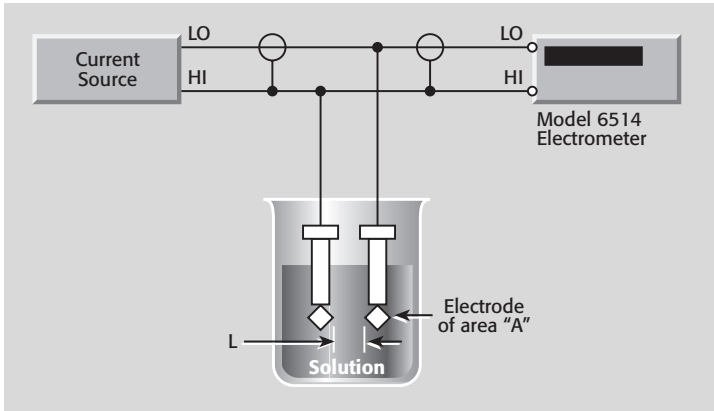 Current
Source
LO
HI
LO
HI
Model 6514
Electrometer
Electrode
of area “A”
L
Solution